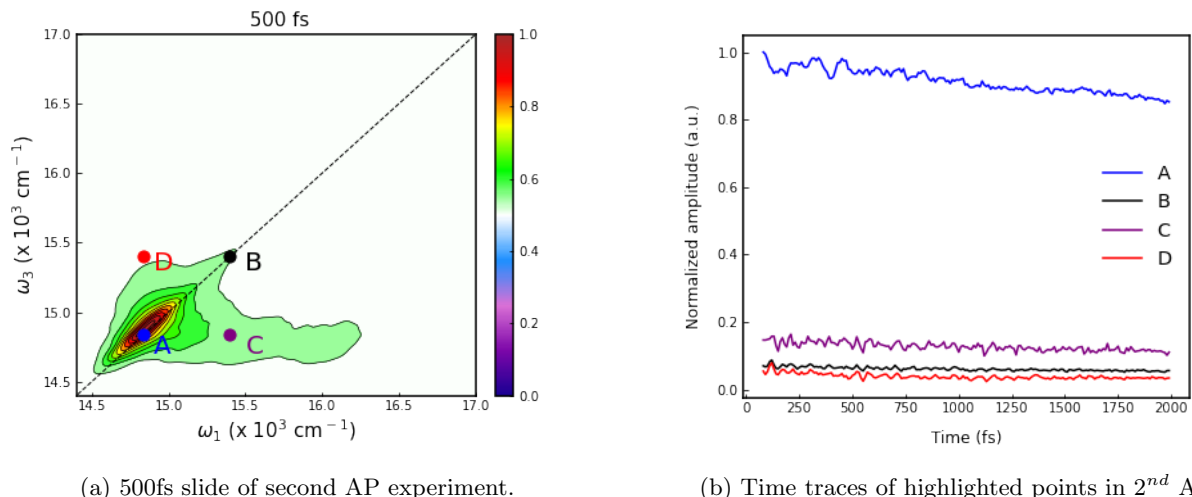 500 fs
17.0
16.5
16.0
15.5
15.0
14.5
ω3 (x 10³ cm⁻¹)
D
B
A
C
14.5 15.0 15.5 16.0 16.5 17.0
ω1 (x 10³ cm⁻¹)
1.0
0.8
0.6
0.4
0.2
0.0
(a) 500fs slide of second AP experiment.
1.0
0.8
0.6
0.4
0.2
0.0
Normalized amplitude (a.u.)
A
B
C
D
0 250 500 750 1000 1250 1500 1750 2000
Time (fs)
(b) Time traces of highlighted points in 2nd A